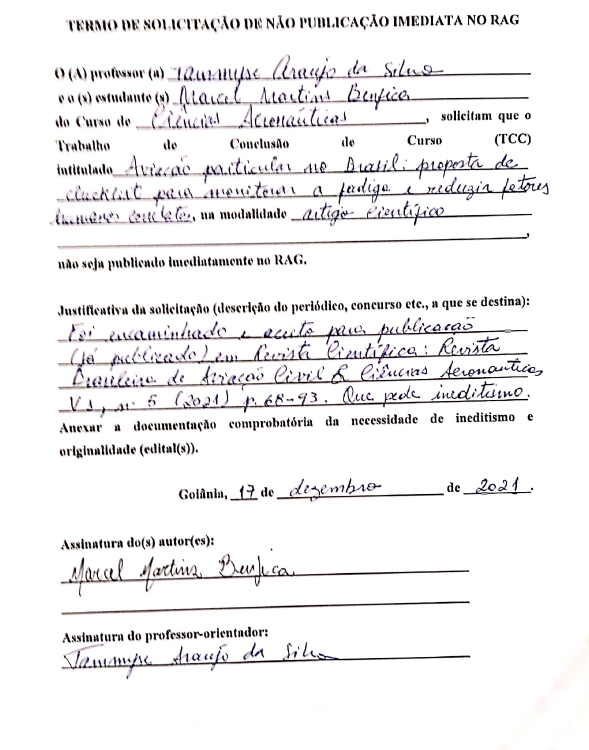 TERMO DE SOLICITAÇÃO DE NÃO PUBLICAÇÃO IMEDIATA NO RAG
O (A) professor (a) Tammyse Araújo da Silva
e o (s) estudante (s) Marcel Martins Benfica
do Curso de Ciências Aeronáuticas, solicitam que o
Trabalho de Conclusão de Curso (TCC)
intitulado Aviação particular no Brasil: proposta de
checklist para monitorar a fadiga e reduzir fatores
humanos, na modalidade artigo científico
,
não seja publicado imediatamente no RAG.
Justificativa da solicitação (descrição do periódico, concurso etc., a que se destina):
Foi encaminhado e aceito para publicação
(já publicado) em Revista Científica: Revista
Brasileira de Aviação Civil & Ciências Aeronáuticas,
V1, n. 5 (2021) p. 68-93. Que pede ineditismo.
Anexar a documentação comprobatória da necessidade de ineditismo e
originalidade (edital(s)).
Goiânia, 17 de dezembro de 2021.
Assinatura do(s) autor(es):
Marcel Martins Benfica
Assinatura do professor-orientador:
Tammyse Araújo da Silva